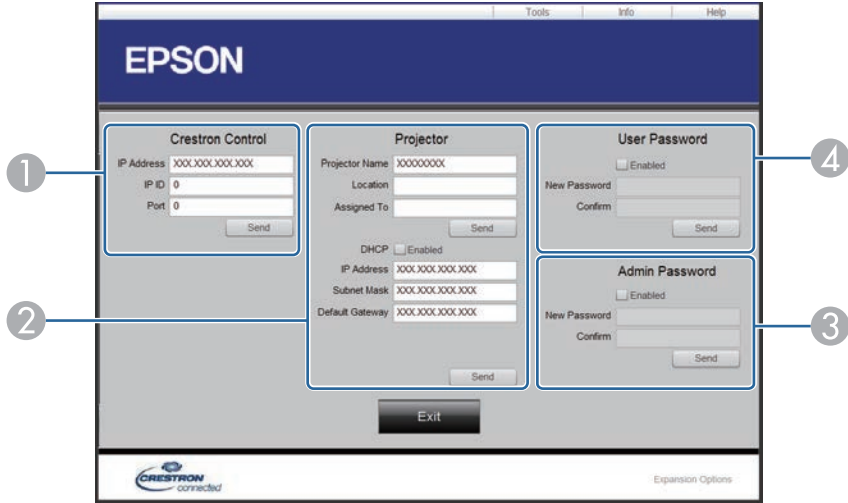 Tools Info Help
EPSON
1
Crestron Control
IP Address XXX.XXX.XXX.XXX
IP ID 0
Port 0
Send
2
Projector
Projector Name XXXXXXXX
Location
Assigned To
Send
DHCP Enabled
IP Address XXX.XXX.XXX.XXX
Subnet Mask XXX.XXX.XXX.XXX
Default Gateway XXX.XXX.XXX.XXX
Send
4
User Password
Enabled
New Password
Confirm
Send
3
Admin Password
Enabled
New Password
Confirm
Send
Exit
CRESTRON
connected
Expansion Options